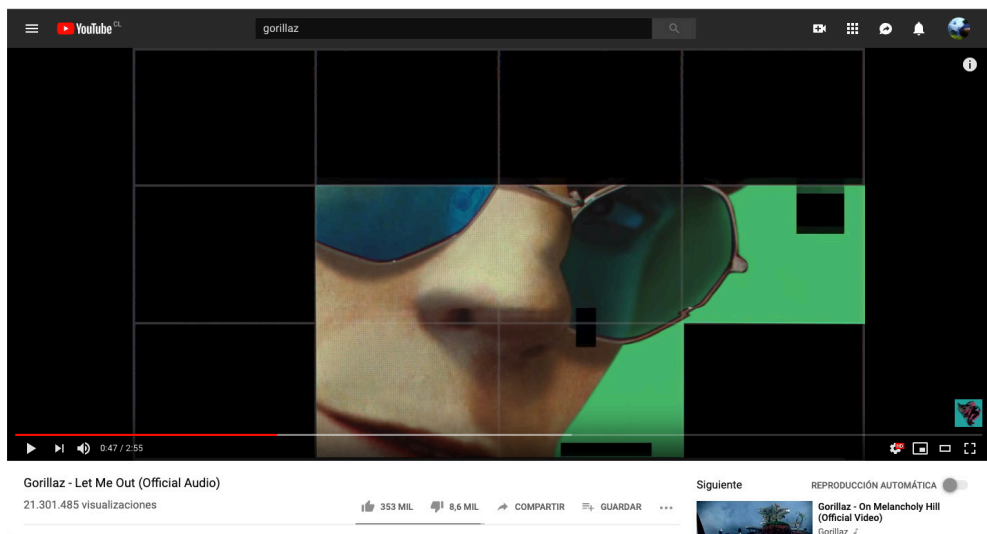 YouTube CL
gorillaz
0:47 / 2:55
HD
Gorillaz - Let Me Out (Official Audio)
21.301.485 visualizaciones
353 MIL
8,6 MIL
COMPARTIR
GUARDAR
Siguiente
REPRODUCCIÓN AUTOMÁTICA
Gorillaz - On Melancholy Hill
(Official Video)
Gorillaz